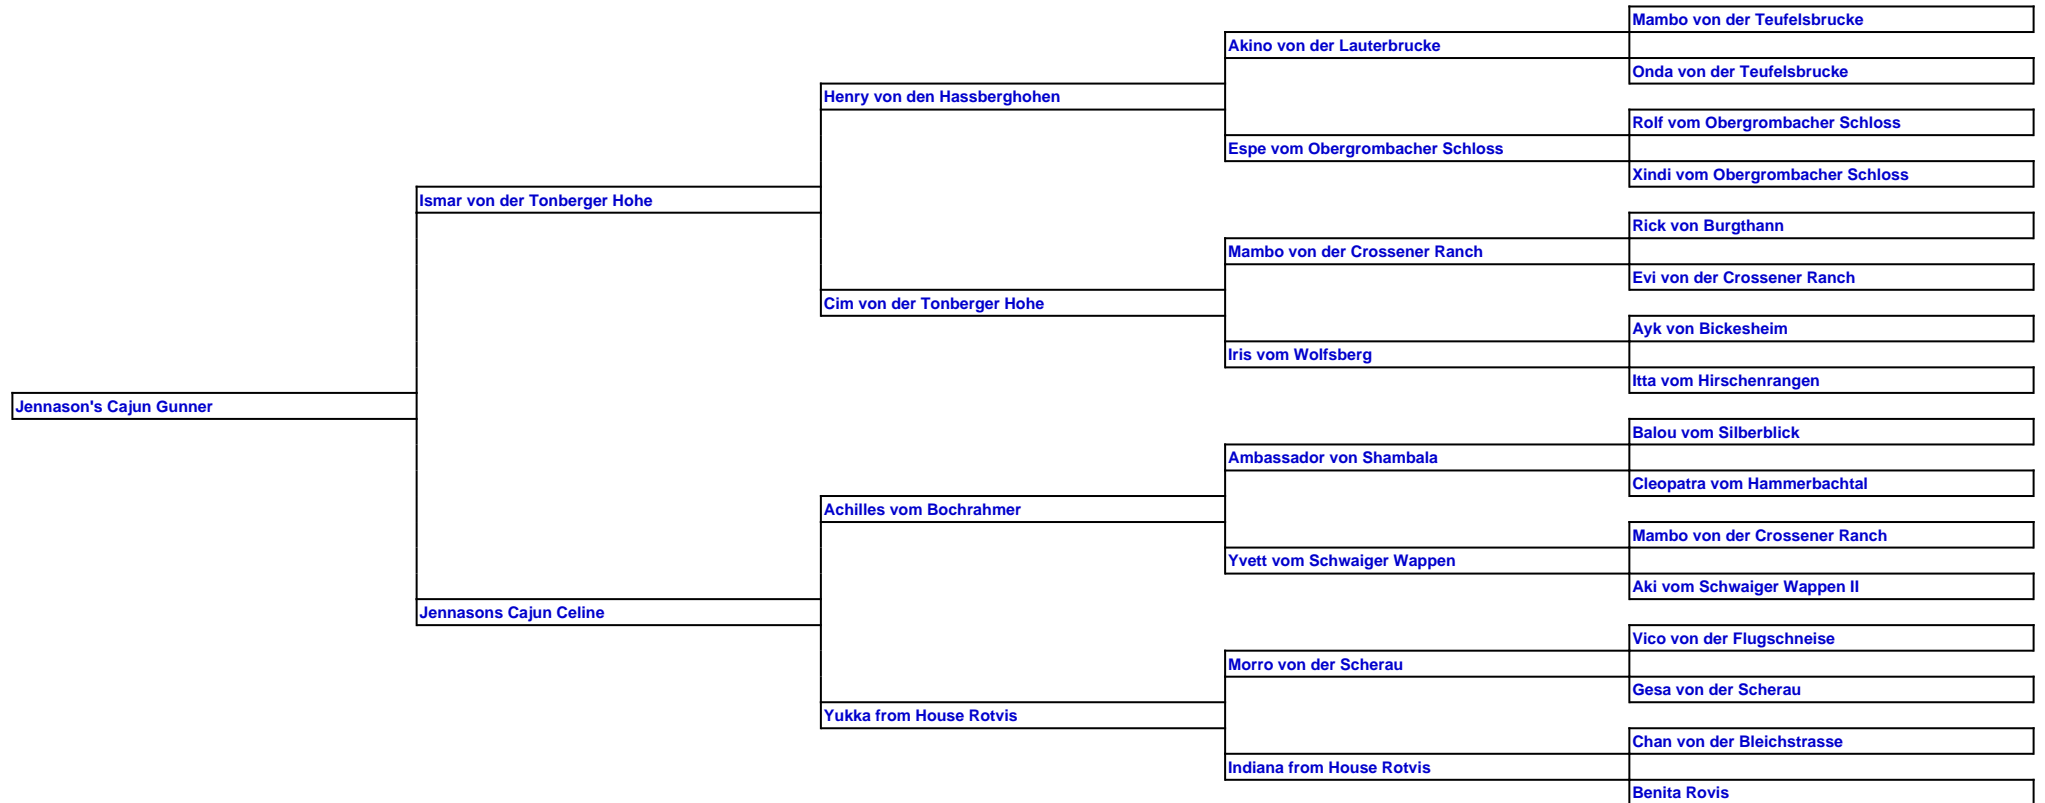 Mambo von der Teufelsbrucke
Akino von der Lauterbrucke
Onda von der Teufelsbrucke
Henry von den Hassberghohen
Rolf vom Obergrombacher Schloss
Espe vom Obergrombacher Schloss
Xindi vom Obergrombacher Schloss
Ismar von der Tonberger Hohe
Rick von Burgthann
Mambo von der Crossener Ranch
Evi von der Crossener Ranch
Cim von der Tonberger Hohe
Ayk von Bickesheim
Iris vom Wolfsberg
Itta vom Hirschenrangen
Jennason's Cajun Gunner
Balou vom Silberblick
Ambassador von Shambala
Cleopatra vom Hammerbachtal
Achilles vom Bochrahmer
Mambo von der Crossener Ranch
Yvett vom Schwaiger Wappen
Aki vom Schwaiger Wappen II
Jennasons Cajun Celine
Vico von der Flugschneise
Morro von der Scherau
Gesa von der Scherau
Yukka from House Rotvis
Chan von der Bleichstrasse
Indiana from House Rotvis
Benita Rovis